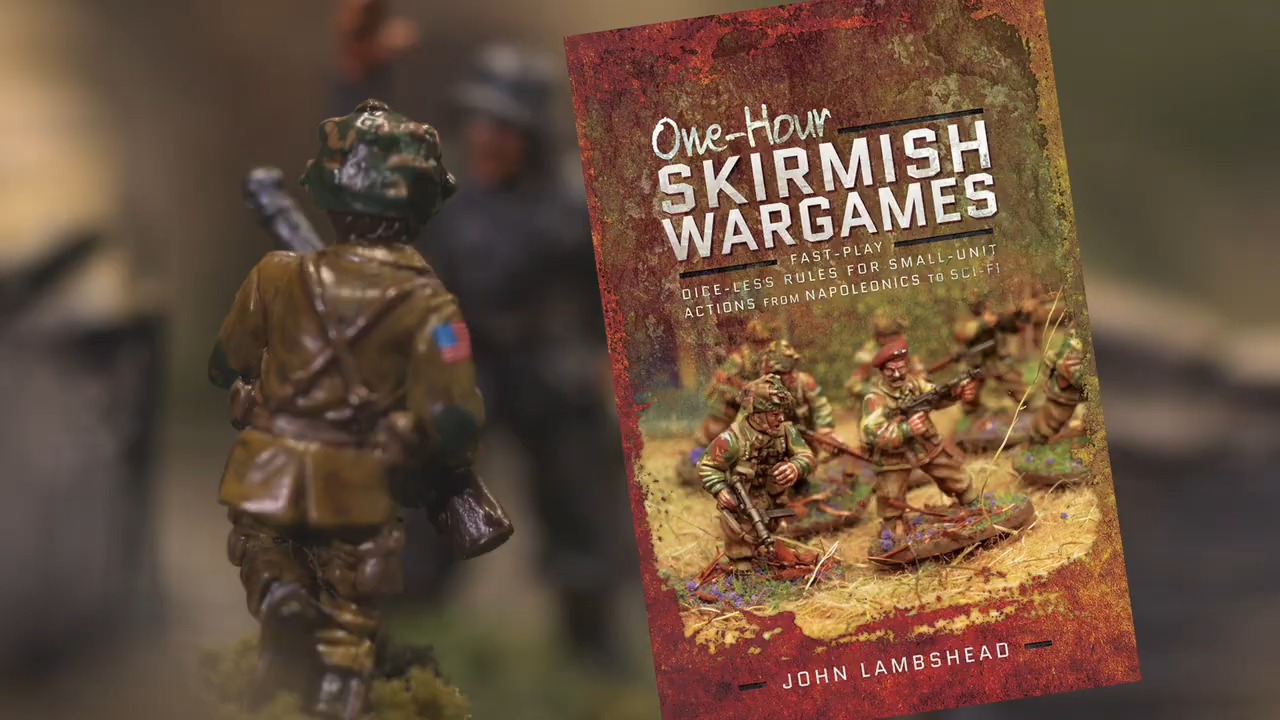 One-Hour
SKIRMISH
WARGAMES
FAST-PLAY
DICE-LESS RULES FOR SMALL-UNIT
ACTIONS FROM NAPOLEONICS TO SCI-FI
JOHN LAMBSHEAD